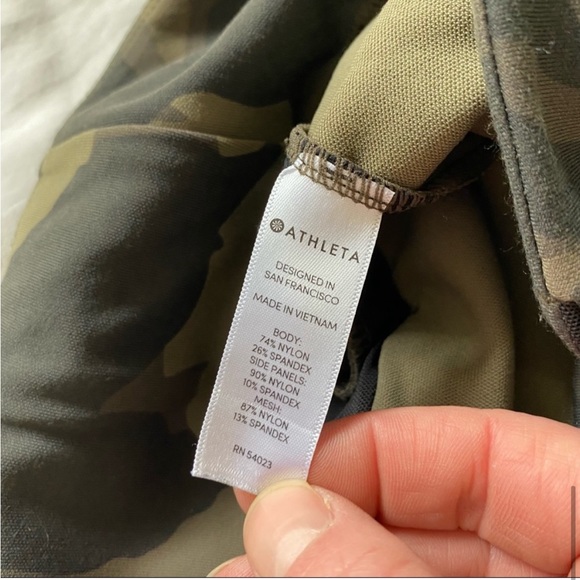 ATHLETA
DESIGNED IN
SAN FRANCISCO
MADE IN VIETNAM
BODY:
74% NYLON
26% SPANDEX
SIDE PANELS:
90% NYLON
10% SPANDEX
MESH:
87% NYLON
13% SPANDEX
RN 54023